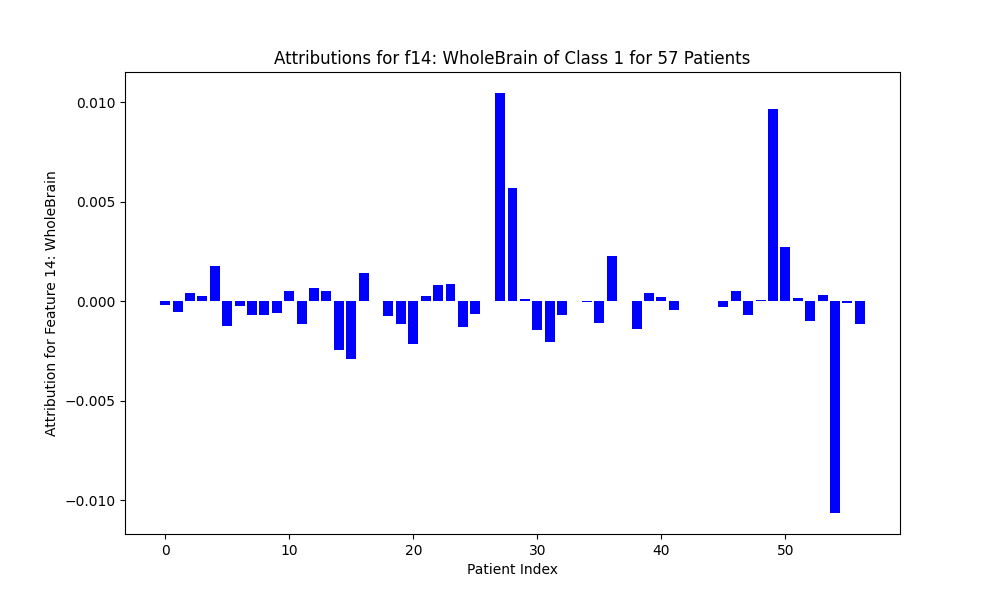 Attributions for f14: WholeBrain of Class 1 for 57 Patients
Attribution for Feature 14: WholeBrain
0.010
0.005
0.000
−0.005
−0.010
0 10 20 30 40 50
Patient Index